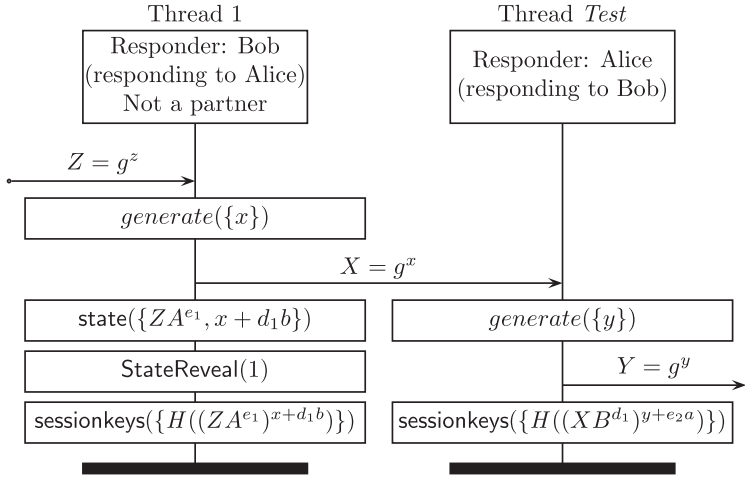 Thread 1
Responder: Bob
(responding to Alice)
Not a partner
Z = g^z
generate({x})
X = g^x
state({ZA^{e_1}, x + d_1b})
StateReveal(1)
sessionkeys({H((ZA^{e_1})^{x+d_1b})})
Thread Test
Responder: Alice
(responding to Bob)
generate({y})
Y = g^y
sessionkeys({H((XB^{d_1})^{y+e_2a})})